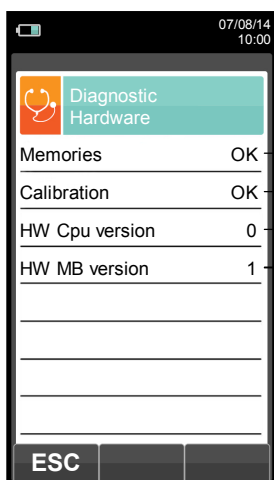 07/08/14
10:00
Diagnostic
Hardware
Memories OK
Calibration OK
HW Cpu version 0
HW MB version 1
ESC